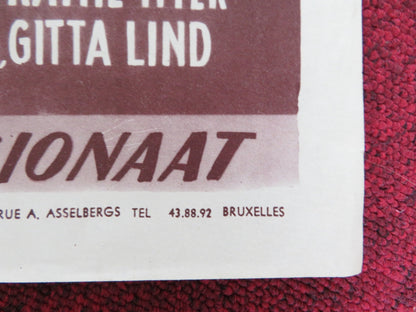 ,GITTA LIND
IONAAT
RUE A. ASSELBERGS TEL 43.88.92 BRUXELLES